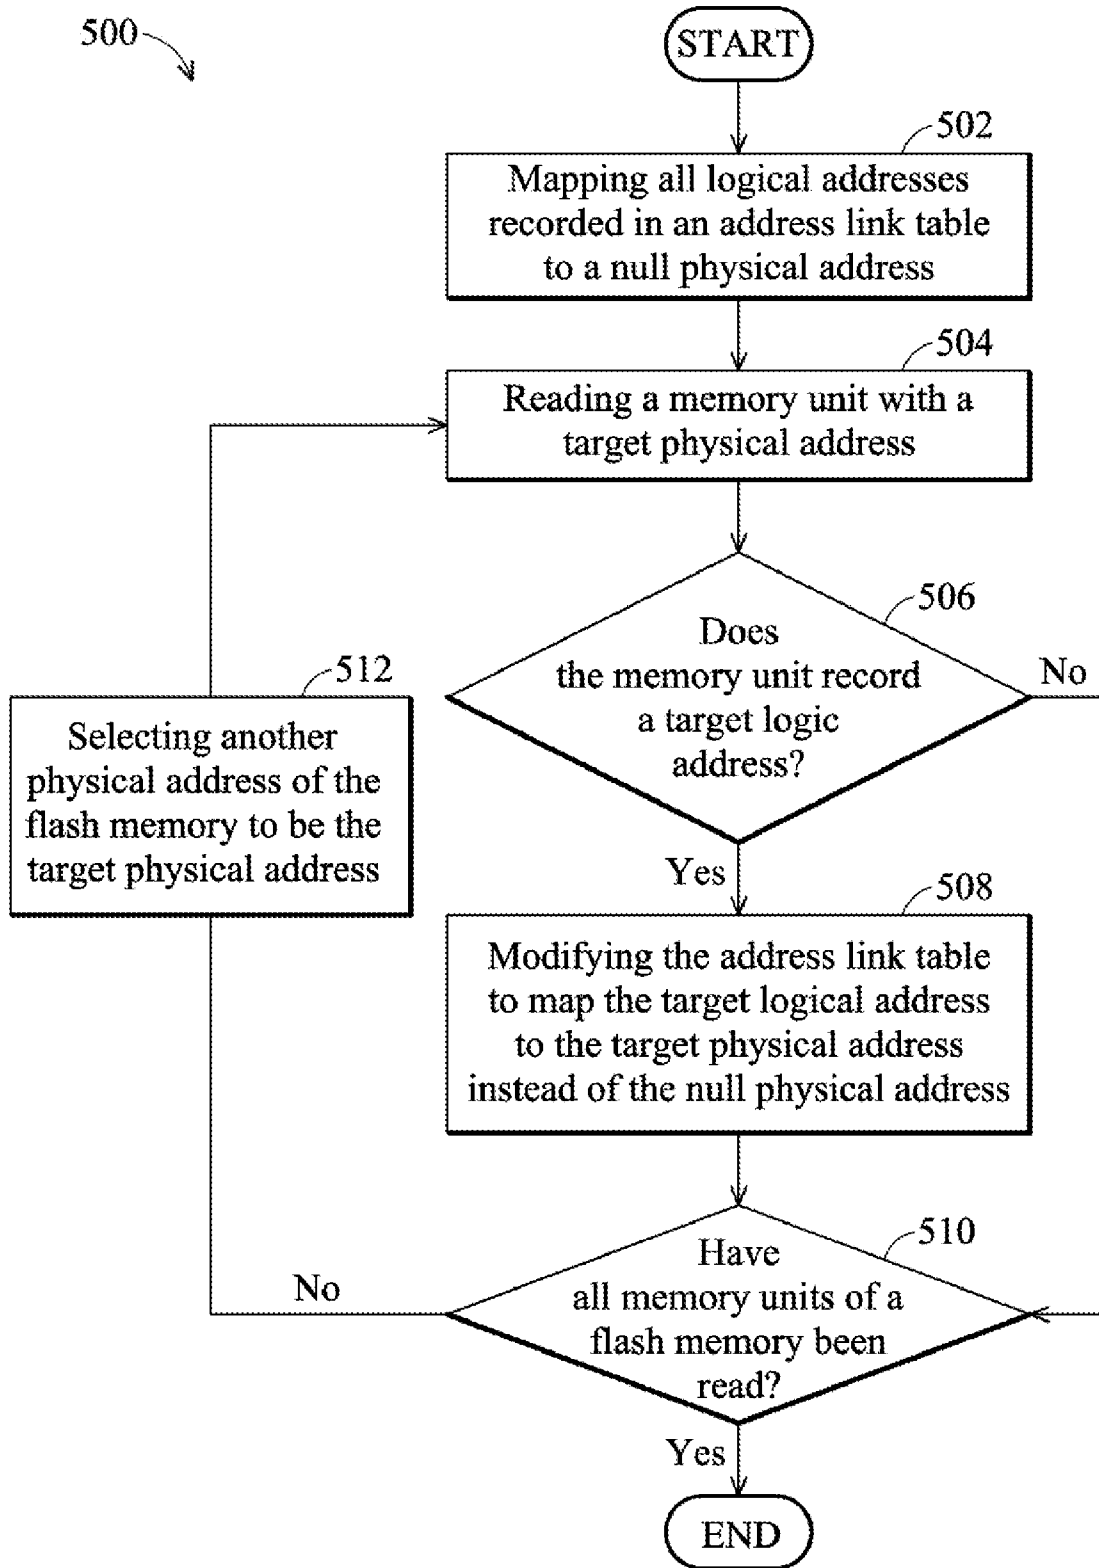 500
START
502
Mapping all logical addresses
recorded in an address link table
to a null physical address
504
Reading a memory unit with a
target physical address
506
Does
the memory unit record
a target logic
address?
No
Yes
512
Selecting another
physical address of the
flash memory to be the
target physical address
508
Modifying the address link table
to map the target logical address
to the target physical address
instead of the null physical address
510
Have
all memory units of a
flash memory been
read?
No
Yes
END